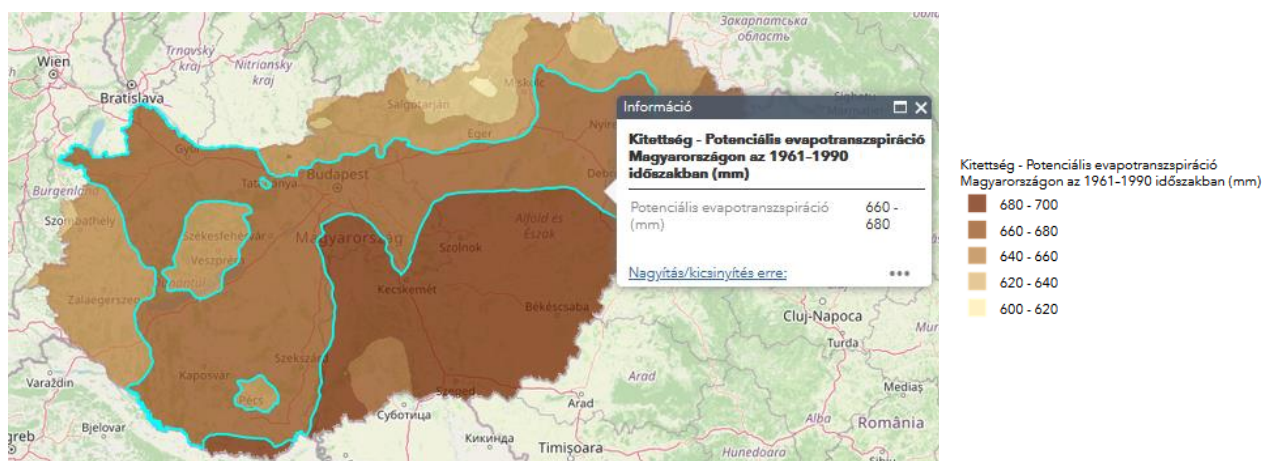 Закарпатська
область
Trnavský
kraj
Nitriansky
kraj
Wien
Bratislava
Miskolc
Salgótarján
Eger
Győr
Budapest
Tatabánya
Burgenland
Szombathely
Székesfehérvár
Veszprém
Magyarország
Dunántúl
Szolnok
Alföld és
Észak
Zalaegerszeg
Kecskemét
Békéscsaba
Cluj-Napoca
Turda
Szekszárd
Kaposvár
Pécs
Szeged
Varaždin
Суботица
Arad
Arad
Mediaș
Alba
România
Bjelovar
greb
Кикинда
Timișoara
Hunedoara
Sibiu
Információ
Kitettség - Potenciális evapotranszspiráció
Magyarországon az 1961-1990
időszakban (mm)
Potenciális evapotranszspiráció
(mm)
660 -
680
Nagyítás/kicsinyítés erre:
Kitettség - Potenciális evapotranszspiráció
Magyarországon az 1961-1990 időszakban (mm)
680 - 700
660 - 680
640 - 660
620 - 640
600 - 620